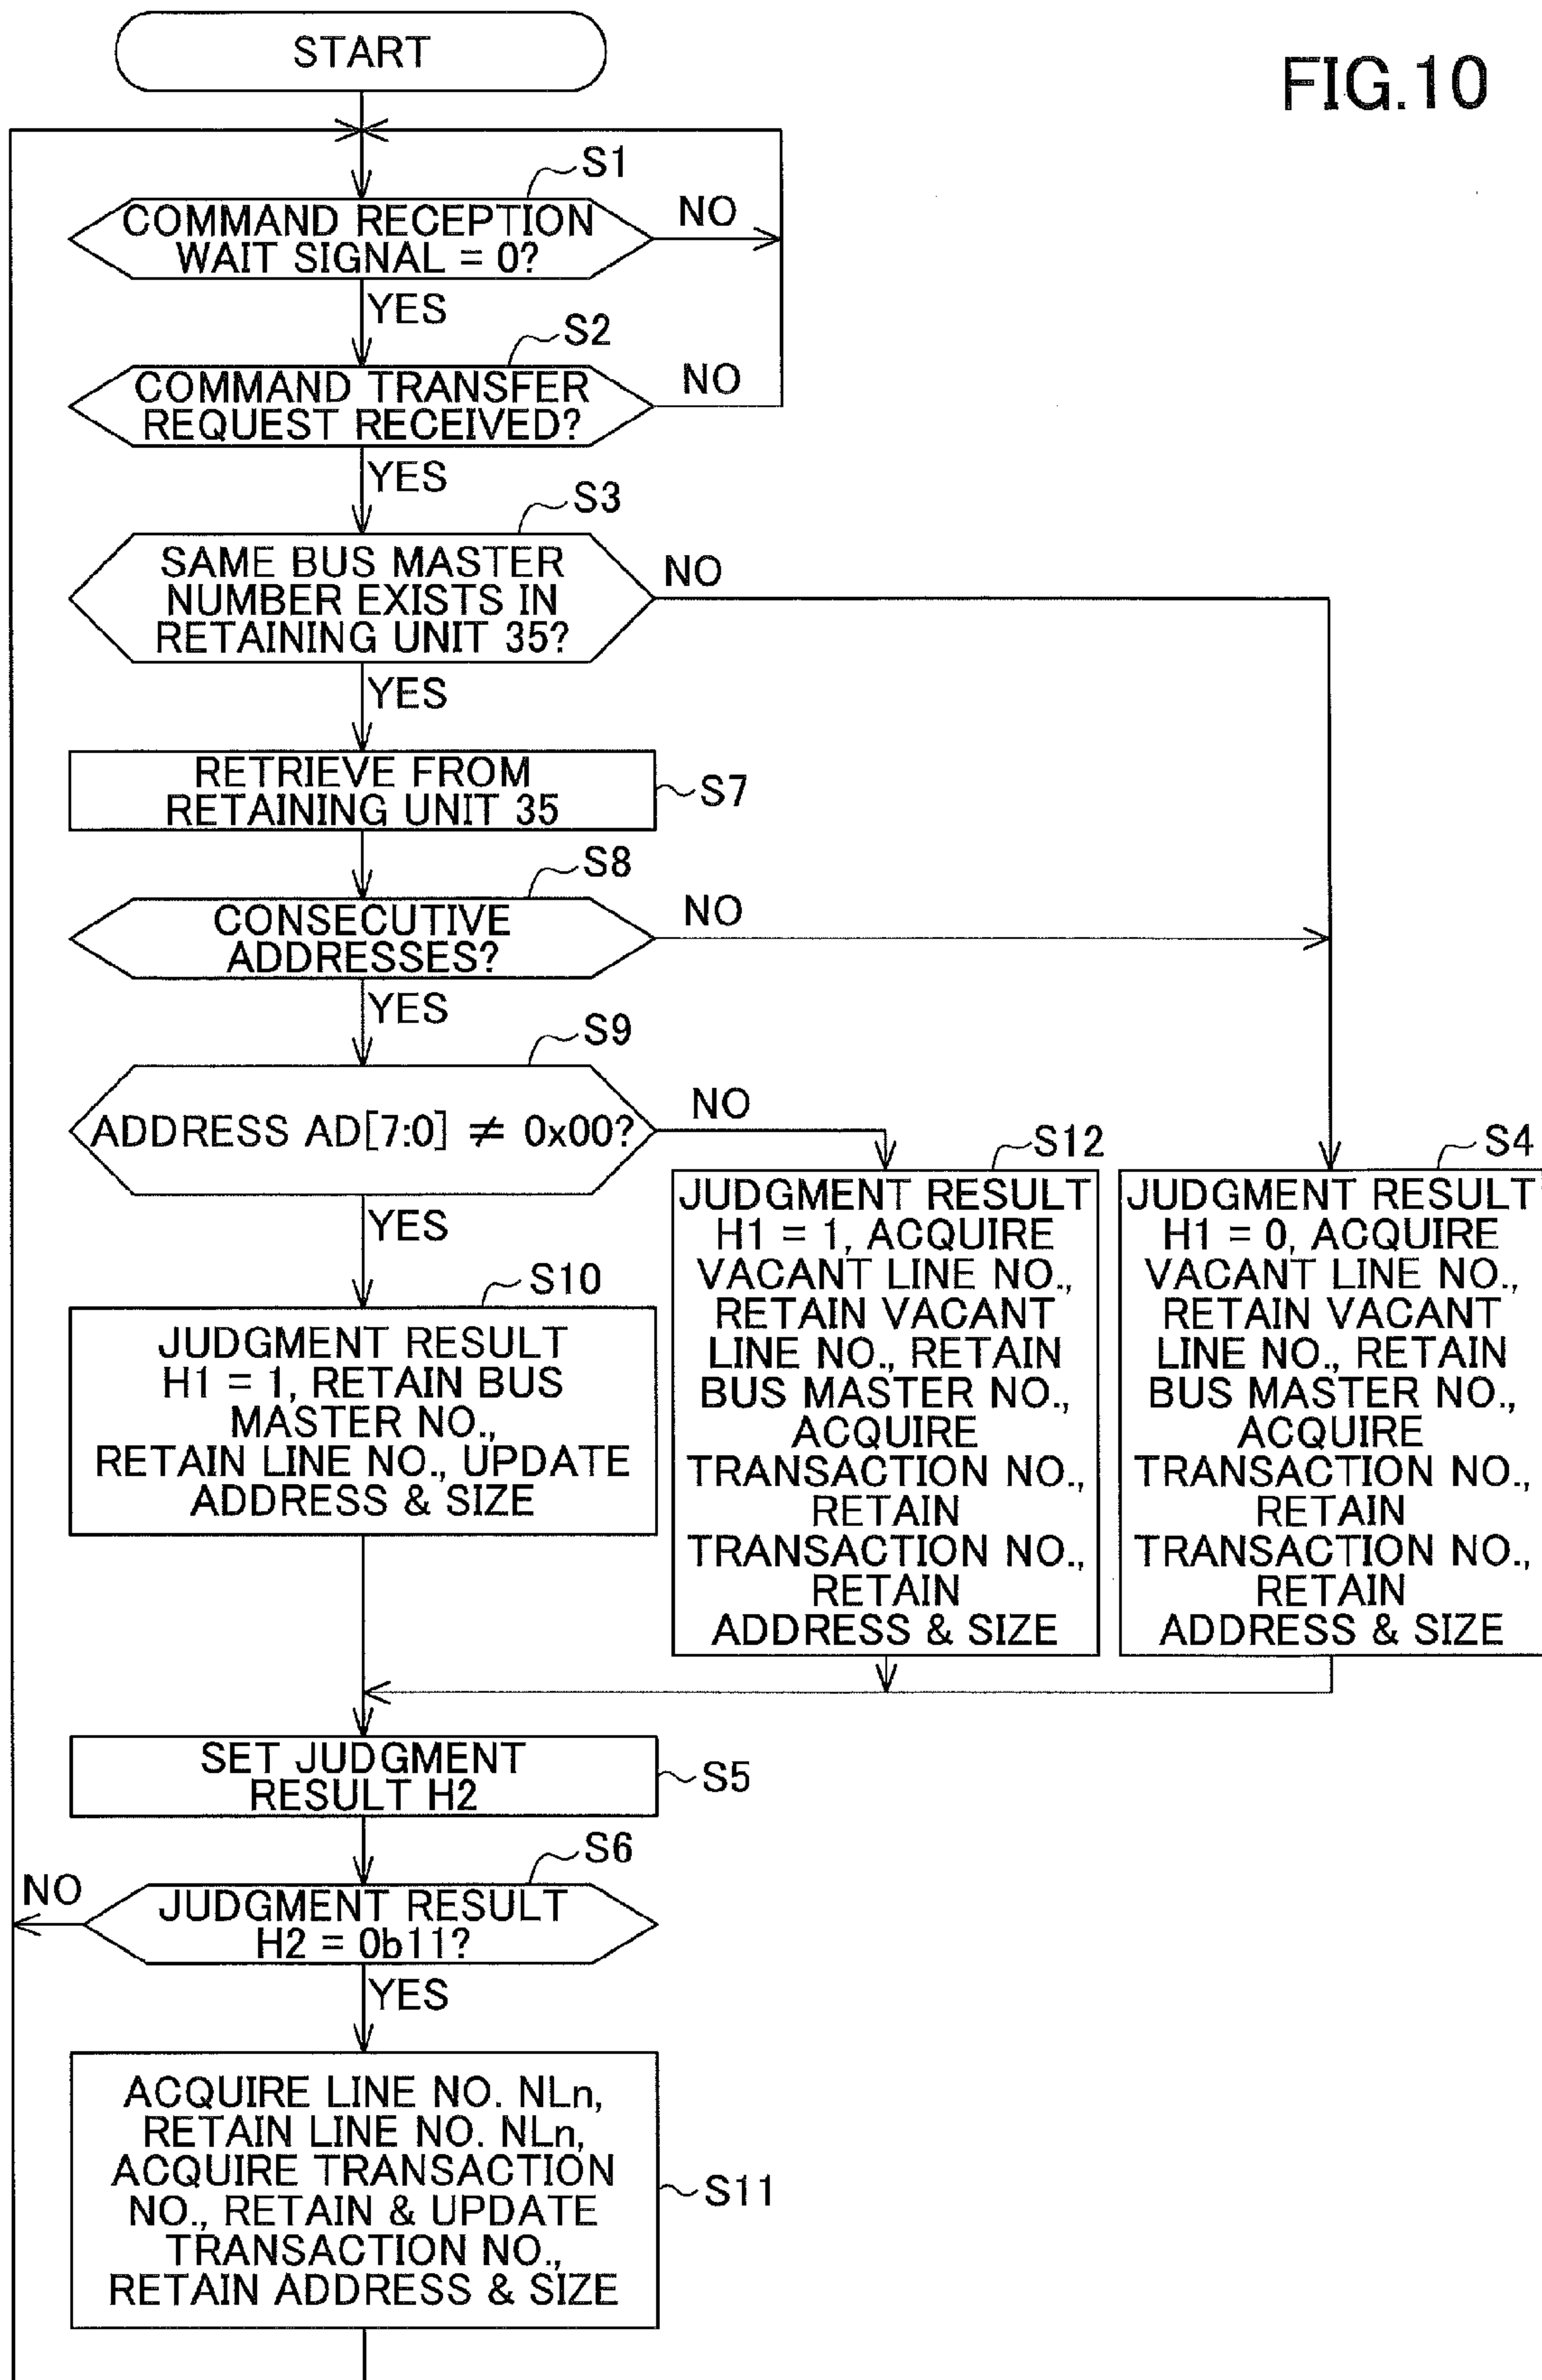 START
FIG.10
S1
COMMAND RECEPTION
WAIT SIGNAL = 0?
NO
YES
S2
COMMAND TRANSFER
REQUEST RECEIVED?
NO
YES
S3
SAME BUS MASTER
NUMBER EXISTS IN
RETAINING UNIT 35?
NO
YES
RETRIEVE FROM
RETAINING UNIT 35
S7
S8
CONSECUTIVE
ADDRESSES?
NO
YES
S9
ADDRESS AD[7:0] ≠ 0x00?
NO
YES
S10
JUDGMENT RESULT
H1 = 1, RETAIN BUS
MASTER NO.,
RETAIN LINE NO., UPDATE
ADDRESS & SIZE
S12
JUDGMENT RESULT
H1 = 1, ACQUIRE
VACANT LINE NO.,
RETAIN VACANT
LINE NO., RETAIN
BUS MASTER NO.,
ACQUIRE
TRANSACTION NO.,
RETAIN
TRANSACTION NO.,
RETAIN
ADDRESS & SIZE
S4
JUDGMENT RESULT
H1 = 0, ACQUIRE
VACANT LINE NO.,
RETAIN VACANT
LINE NO., RETAIN
BUS MASTER NO.,
ACQUIRE
TRANSACTION NO.,
RETAIN
TRANSACTION NO.,
RETAIN
ADDRESS & SIZE
SET JUDGMENT
RESULT H2
S5
S6
JUDGMENT RESULT
H2 = 0b11?
NO
YES
ACQUIRE LINE NO. NLn,
RETAIN LINE NO. NLn,
ACQUIRE TRANSACTION
NO., RETAIN & UPDATE
TRANSACTION NO.,
RETAIN ADDRESS & SIZE
S11